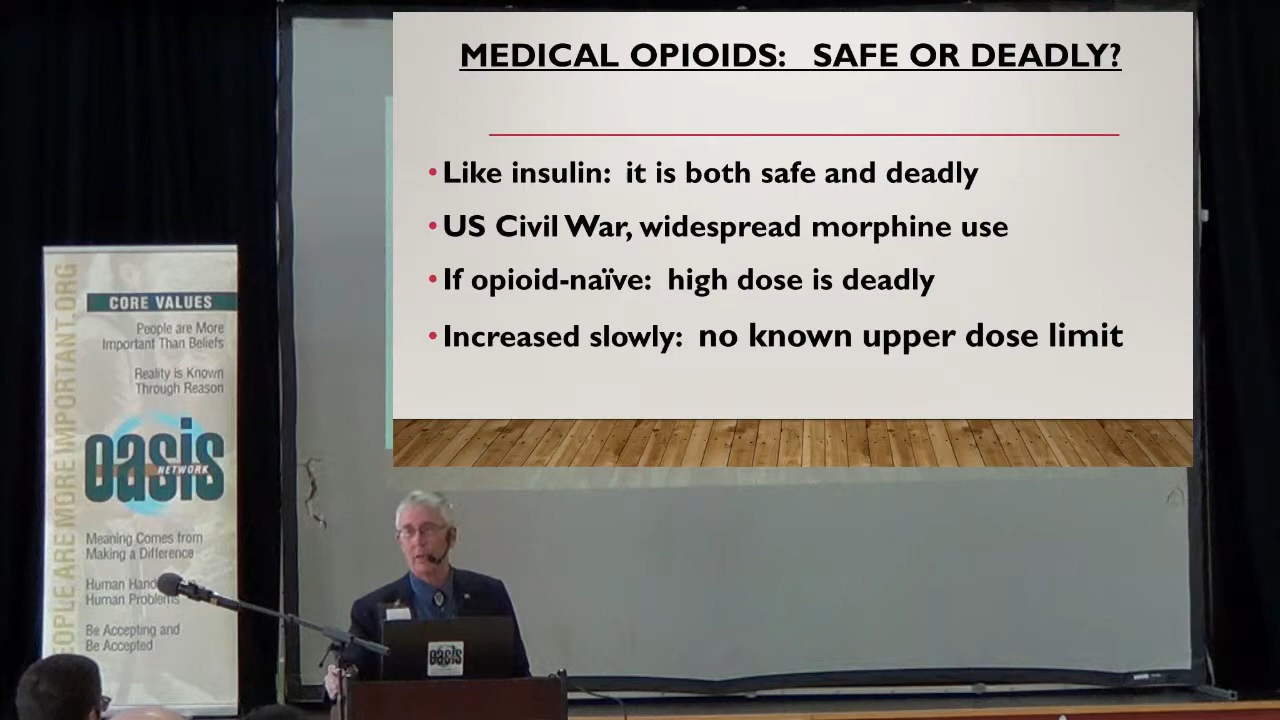 MEDICAL OPIOIDS: SAFE OR DEADLY?
• Like insulin: it is both safe and deadly
• US Civil War, widespread morphine use
• If opioid-naïve: high dose is deadly
• Increased slowly: no known upper dose limit
PEOPLE ARE MORE IMPORTANT.ORG
CORE VALUES
People are More
Important Than Beliefs
Reality is Known
Through Reason
oasis
NETWORK
Meaning Comes from
Making a Difference
Human
Human Problems
Be Accepting and
Be Accepted
oasis